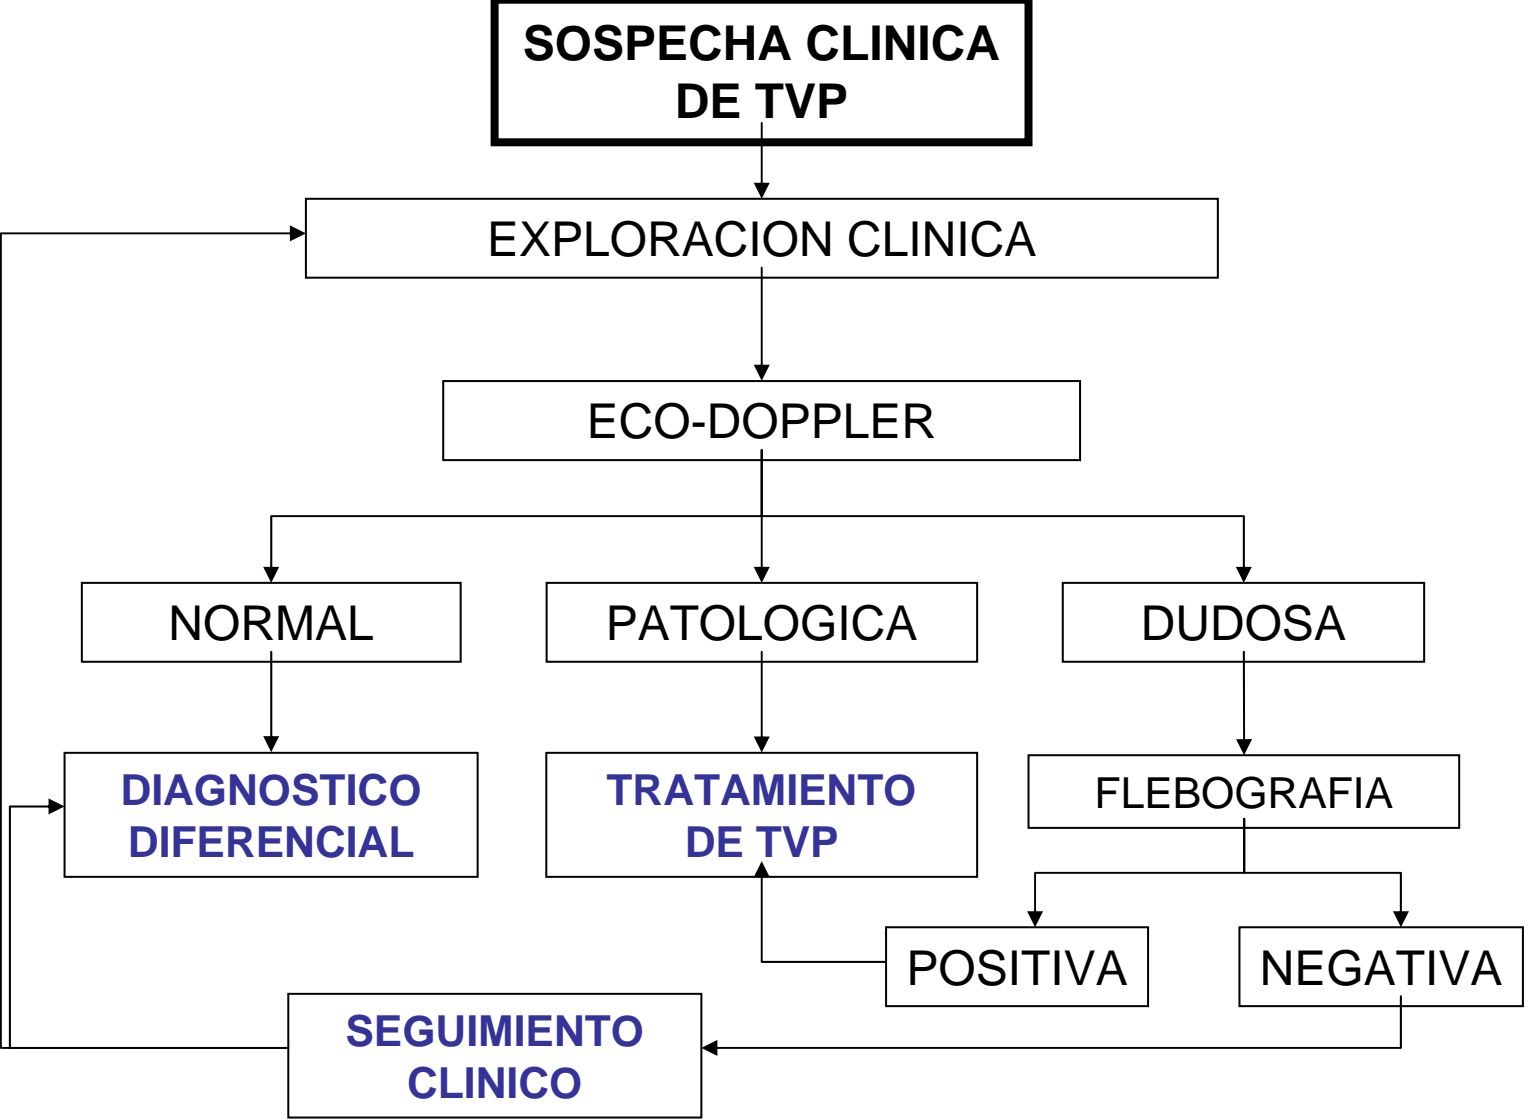 SOSPECHA CLINICA
DE TVP
EXPLORACION CLINICA
ECO-DOPPLER
NORMAL
PATOLOGICA
DUDOSA
DIAGNOSTICO
DIFERENCIAL
TRATAMIENTO
DE TVP
FLEBOGRAFIA
POSITIVA
NEGATIVA
SEGUIMIENTO
CLINICO